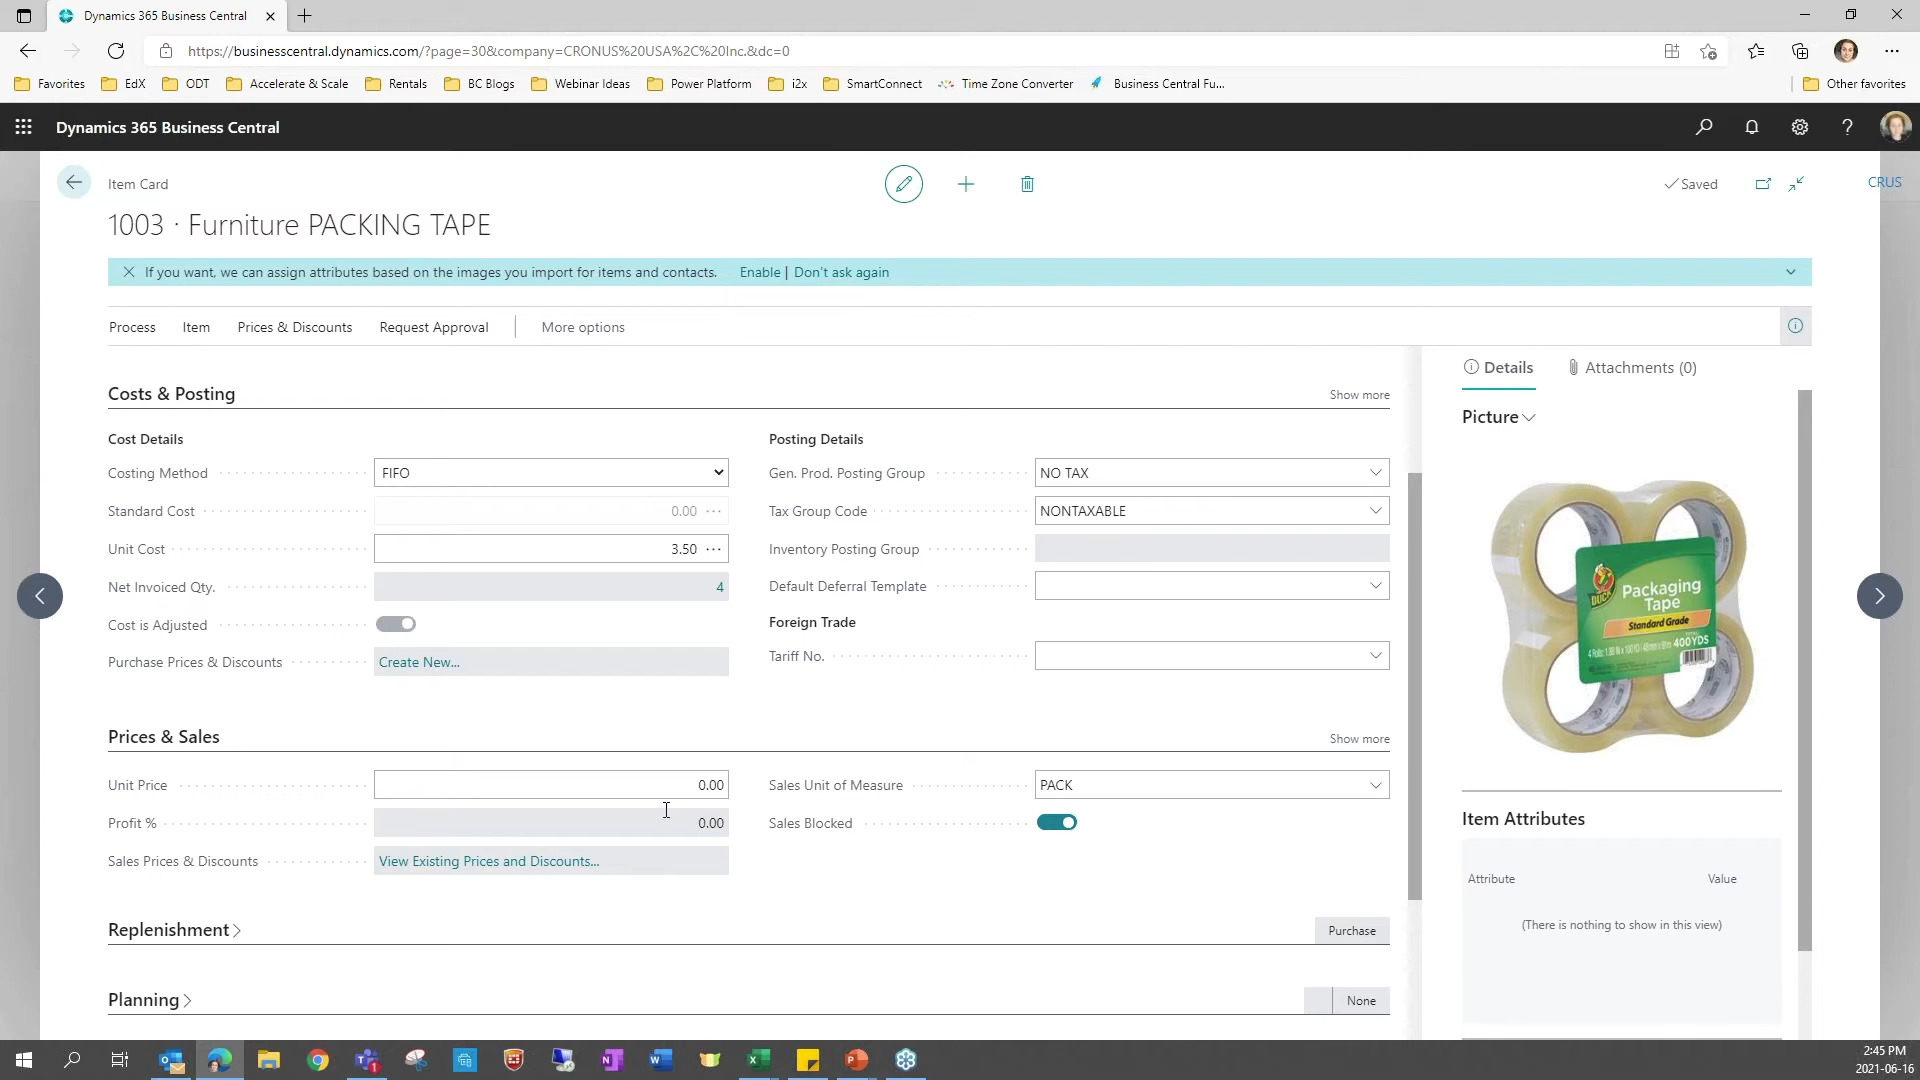 Dynamics 365 Business Central
https://businesscentral.dynamics.com/?page=30&company=CRONUS%20USA%2C%20Inc.&dc=0
Favorites EdX ODT Accelerate & Scale Rentals BC Blogs Webinar Ideas Power Platform i2x SmartConnect Time Zone Converter Business Central Fu... Other favorites
Dynamics 365 Business Central
Item Card
Saved
CRUS
1003 · Furniture PACKING TAPE
If you want, we can assign attributes based on the images you import for items and contacts. Enable | Don't ask again
Process Item Prices & Discounts Request Approval More options
Details Attachments (0)
Costs & Posting Show more
Picture
Cost Details
Costing Method FIFO
Standard Cost 0.00
Unit Cost 3.50
Net Invoiced Qty. 4
Cost is Adjusted
Purchase Prices & Discounts Create New...
Posting Details
Gen. Prod. Posting Group NO TAX
Tax Group Code NONTAXABLE
Inventory Posting Group
Default Deferral Template
Foreign Trade
Tariff No.
DUCK
Packaging
Tape
Standard Grade
400YDS
Prices & Sales Show more
Unit Price 0.00
Profit % 0.00
Sales Prices & Discounts View Existing Prices and Discounts...
Sales Unit of Measure PACK
Sales Blocked
Item Attributes
Attribute Value
(There is nothing to show in this view)
Replenishment Purchase
Planning None
2:45 PM
2021-06-16